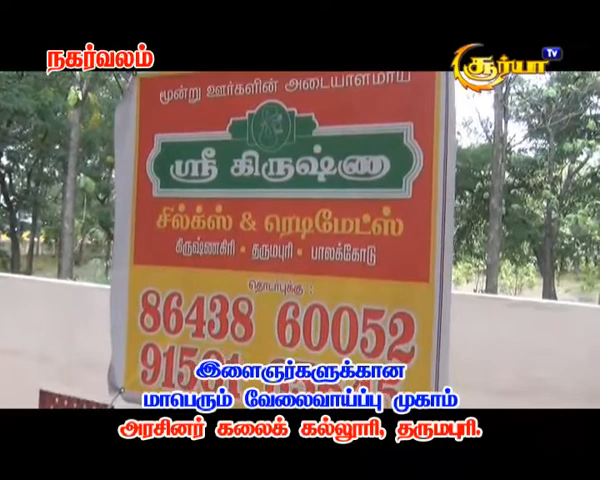 நகர்வலம்
சூர்யா TV
மூன்று ஊர்களின் அடையாளமாய்
ஸ்ரீ கிருஷ்ணா
சில்க்ஸ் & ரெடிமேட்ஸ்
கிருஷ்ணகிரி • தருமபுரி • பாலக்கோடு
தொடர்புக்கு :
86438 60052
இளைஞர்களுக்கான
மாபெரும் வேலைவாய்ப்பு முகாம்
அரசினர் கலைக் கல்லூரி, தருமபுரி.